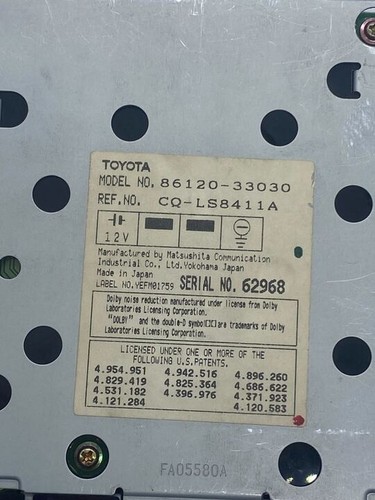 TOYOTA
MODEL NO. 86120-33030
REF. NO. CQ-LS8411A
12V
Manufactured by Matsushita Communication
Industrial Co., Ltd. Yokohama Japan
Made in Japan
LABEL NO. YEFM01759 SERIAL NO. 62968
Dolby noise reduction manufactured under license from Dolby
Laboratories Licensing Corporation.
"DOLBY" and the double-D symbol are trademarks of Dolby
Laboratories Licensing Corporation.
LICENSED UNDER ONE OR MORE OF THE
FOLLOWING U.S. PATENTS.
4.954.951 4.942.516 4.896.260
4.829.419 4.825.364 4.686.622
4.531.182 4.396.976 4.371.923
4.121.284 4.120.583
FA05580A